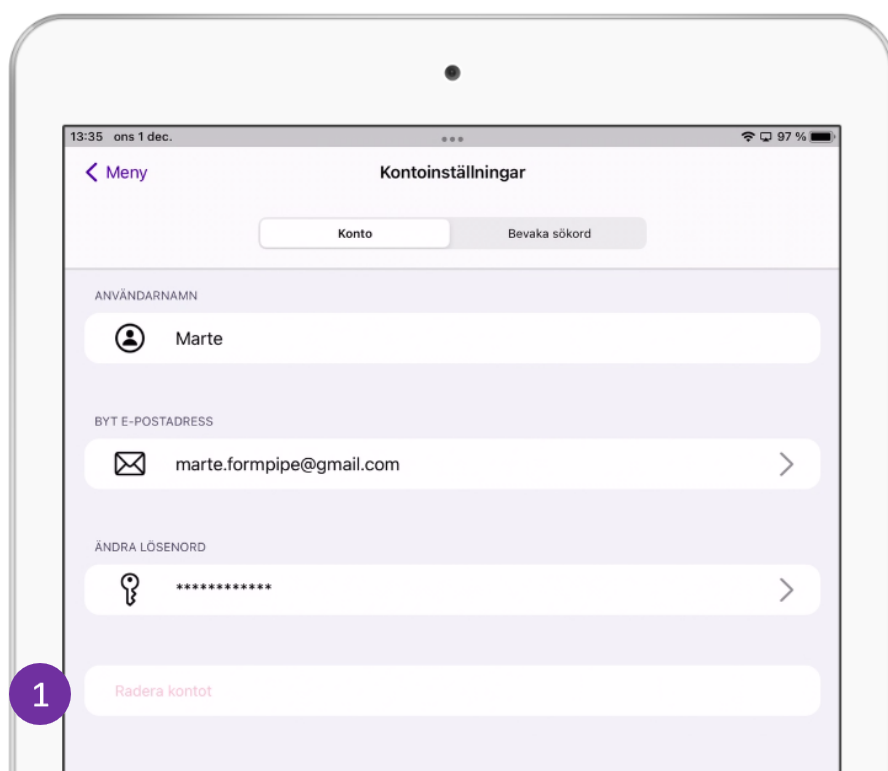 13:35 ons 1 dec. 97 %
Meny Kontoinställningar
Konto Bevaka sökord
ANVÄNDARNAMN
Marte
BYT E-POSTADRESS
marte.formpipe@gmail.com
ÄNDRA LÖSENORD
************
1 Radera kontot